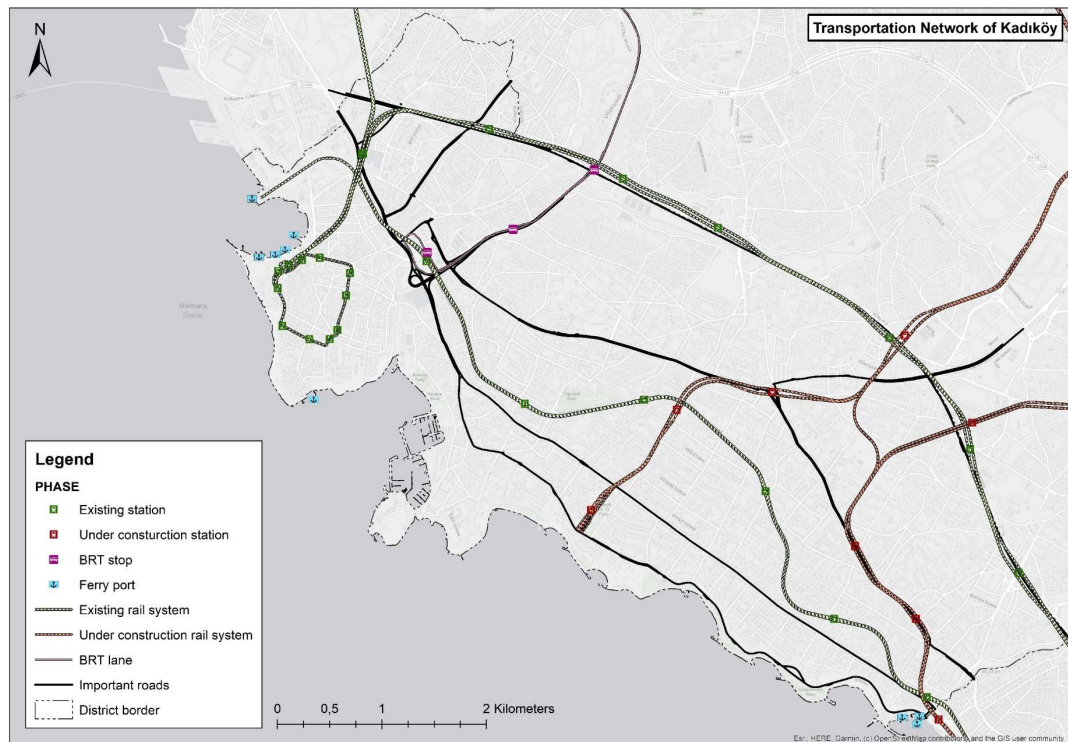 Transportation Network of Kadıköy
N
Marmara
Denizi
Legend
PHASE
Existing station
Under consturction station
BRT stop
Ferry port
Existing rail system
Under construction rail system
BRT lane
Important roads
District border
0 0,5 1 2 Kilometers
Esri, HERE, Garmin, (c) OpenStreetMap contributors, and the GIS user community